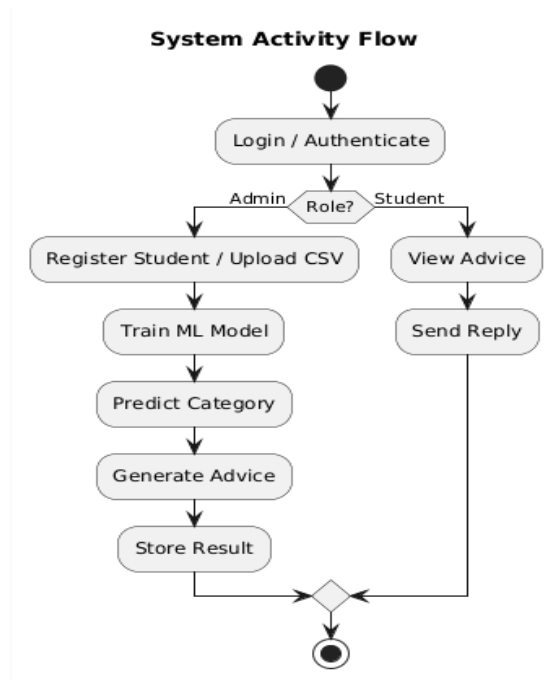 System Activity Flow
Login / Authenticate
Admin
Role?
Student
Register Student / Upload CSV
View Advice
Train ML Model
Send Reply
Predict Category
Generate Advice
Store Result